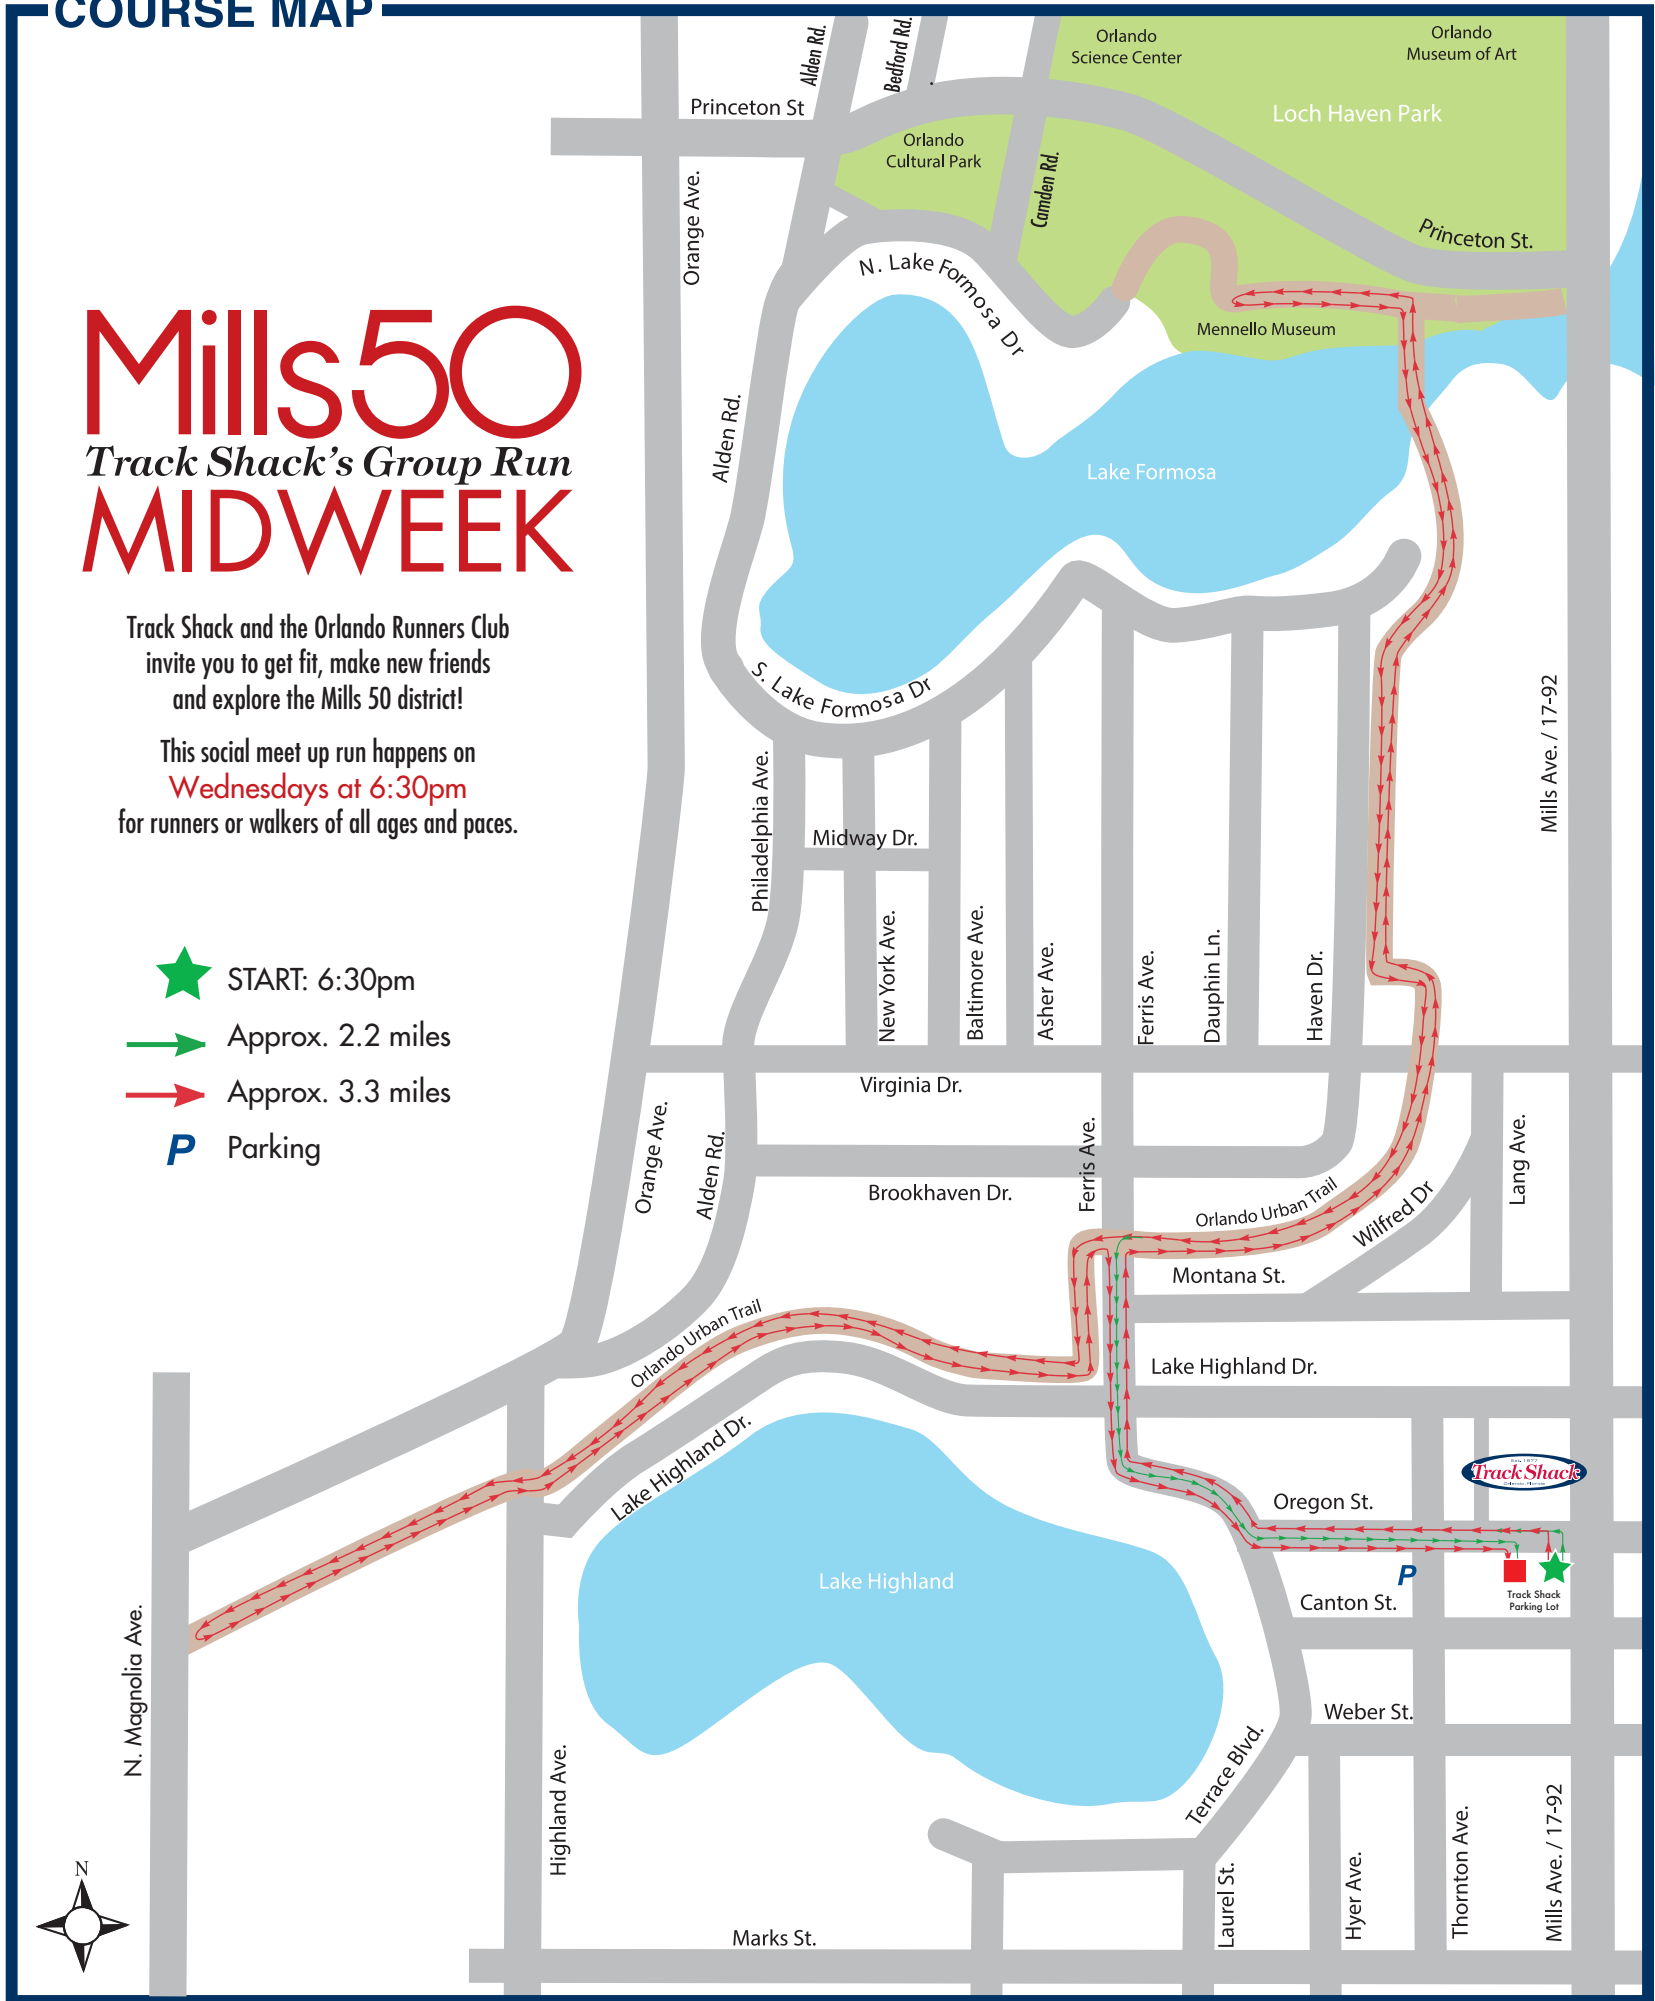 COURSE MAP
Orlando
Science Center
Orlando
Museum of Art
Alden Rd.
Bedford Rd.
Princeton St
Loch Haven Park
Orlando
Cultural Park
Camden Rd.
Orange Ave.
Princeton St.
N. Lake Formosa Dr
Mennello Museum
Mills50
Track Shack's Group Run
MIDWEEK
Alden Rd.
Lake Formosa
Track Shack and the Orlando Runners Club
invite you to get fit, make new friends
and explore the Mills 50 district!
This social meet up run happens on
Wednesdays at 6:30pm
for runners or walkers of all ages and paces.
S. Lake Formosa Dr
Mills Ave. / 17-92
Philadelphia Ave.
Midway Dr.
New York Ave.
Baltimore Ave.
Asher Ave.
Ferris Ave.
Dauphin Ln.
Haven Dr.
START: 6:30pm
Approx. 2.2 miles
Approx. 3.3 miles
P Parking
Virginia Dr.
Orange Ave.
Alden Rd.
Ferris Ave.
Lang Ave.
Brookhaven Dr.
Orlando Urban Trail
Wilfred Dr
Montana St.
Orlando Urban Trail
Lake Highland Dr.
Lake Highland Dr.
Est. 1977
Track Shack
Orlando, Florida
Oregon St.
P
Lake Highland
Track Shack
Parking Lot
Canton St.
N. Magnolia Ave.
Weber St.
Terrace Blvd.
Highland Ave.
Laurel St.
Hyer Ave.
Thornton Ave.
Mills Ave. / 17-92
N
Marks St.